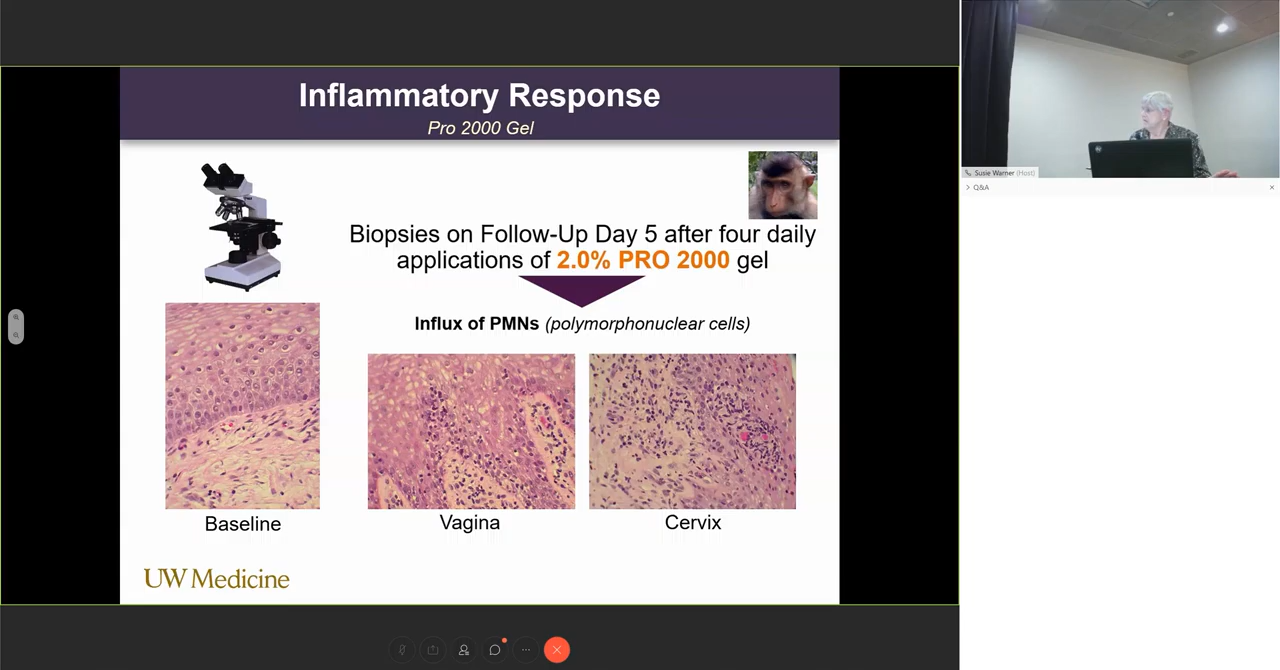 Inflammatory Response
Pro 2000 Gel
Biopsies on Follow-Up Day 5 after four daily
applications of 2.0% PRO 2000 gel
Influx of PMNs (polymorphonuclear cells)
Baseline
Vagina
Cervix
UW Medicine
Susie Warner (Host)
Q&A